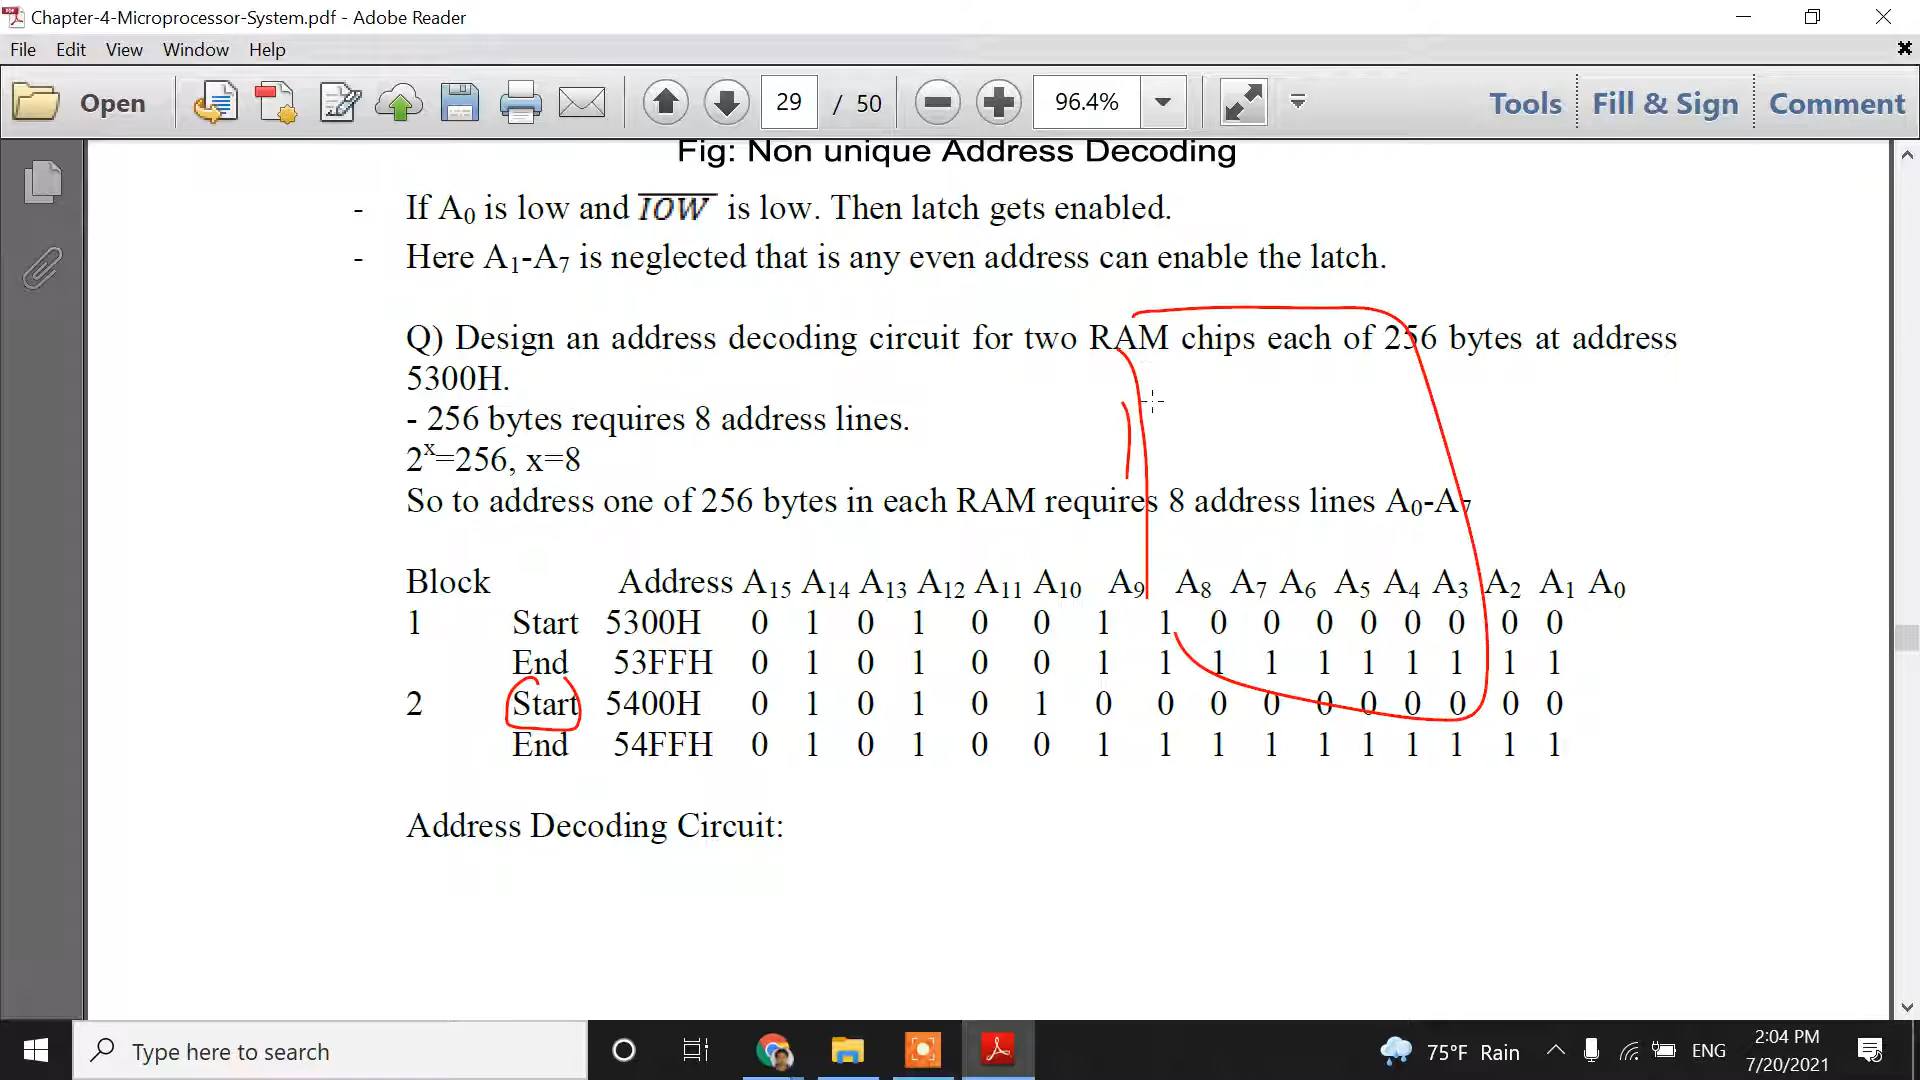 Chapter-4-Microprocessor-System.pdf - Adobe Reader
File Edit View Window Help
Open 29 / 50 96.4% Tools Fill & Sign Comment
Fig: Non unique Address Decoding
- If A₀ is low and I̅O̅W̅ is low. Then latch gets enabled.
- Here A₁-A₇ is neglected that is any even address can enable the latch.
Q) Design an address decoding circuit for two RAM chips each of 256 bytes at address
5300H.
- 256 bytes requires 8 address lines.
2ˣ=256, x=8
So to address one of 256 bytes in each RAM requires 8 address lines A₀-A₇
Block Address A₁₅ A₁₄ A₁₃ A₁₂ A₁₁ A₁₀ A₉ A₈ A₇ A₆ A₅ A₄ A₃ A₂ A₁ A₀
1 Start 5300H 0 1 0 1 0 0 1 1 0 0 0 0 0 0 0 0
End 53FFH 0 1 0 1 0 0 1 1 1 1 1 1 1 1 1 1
2 Start 5400H 0 1 0 1 0 1 0 0 0 0 0 0 0 0 0 0
End 54FFH 0 1 0 1 0 0 1 1 1 1 1 1 1 1 1 1
Address Decoding Circuit:
Type here to search 75°F Rain ENG 2:04 PM
7/20/2021